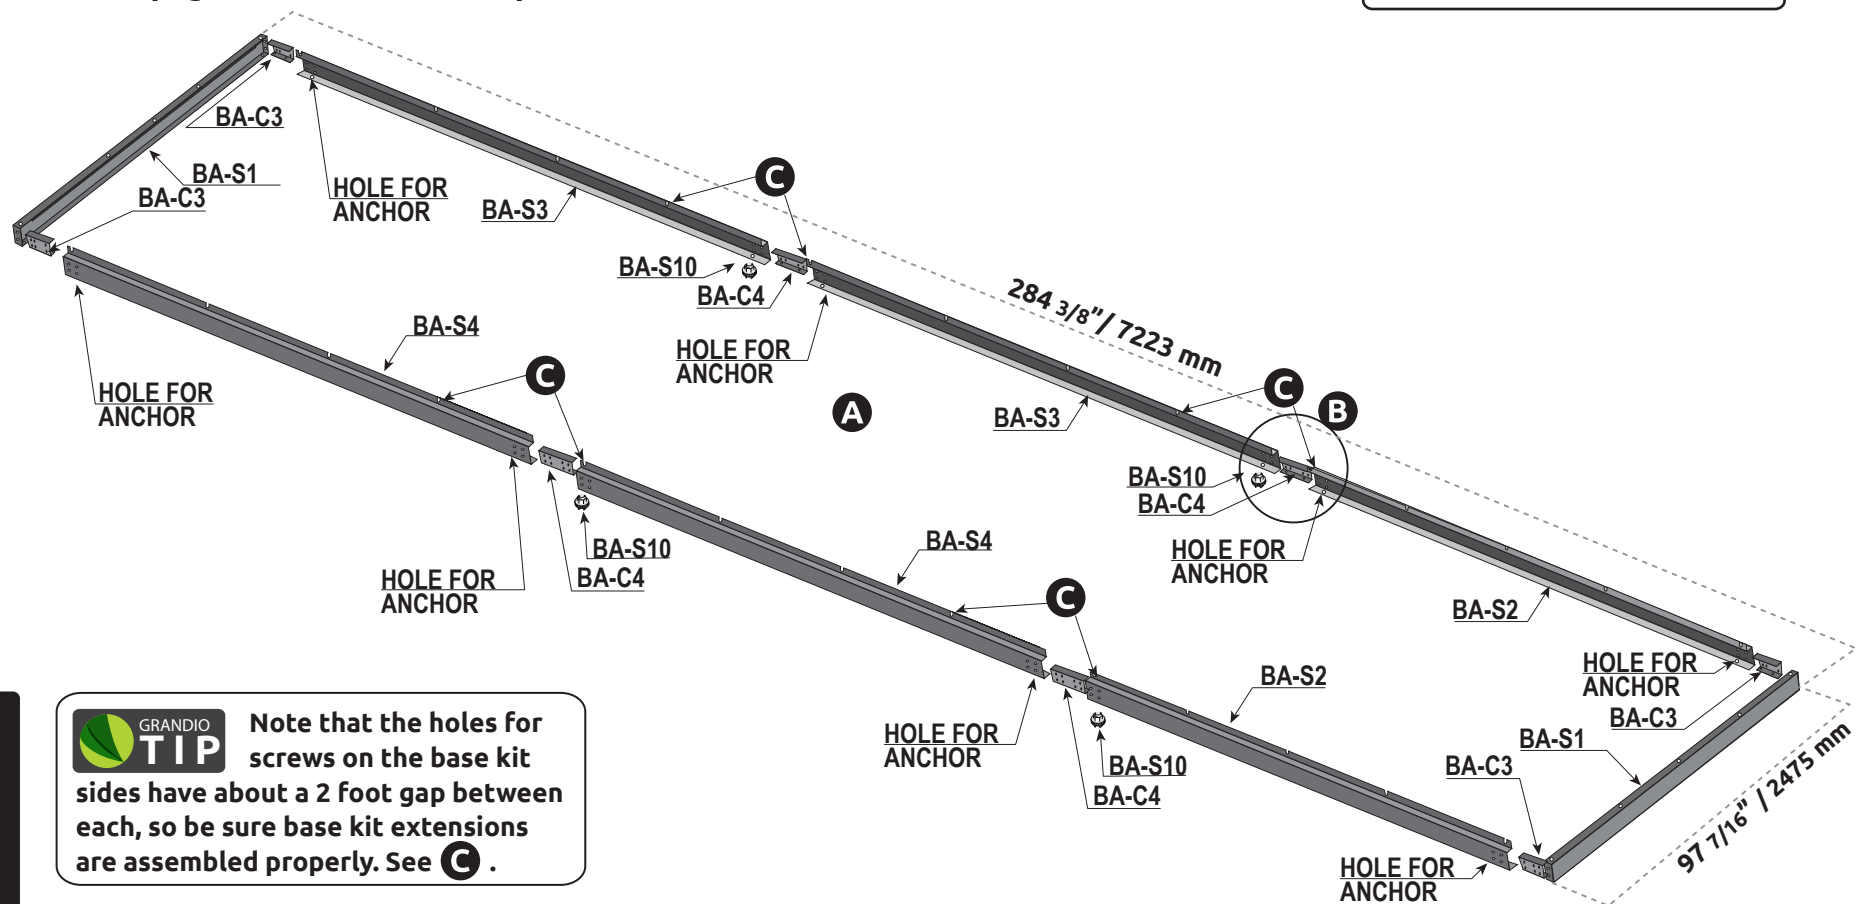 BA-C3
BA-S1
BA-C3
HOLE FOR
ANCHOR
BA-S3
C
BA-S10
BA-C4
HOLE FOR
ANCHOR
284 3/8”/ 7223 mm
BA-S4
C
HOLE FOR
ANCHOR
A
BA-S3
C
B
BA-S10
BA-C4
HOLE FOR
ANCHOR
BA-S2
HOLE FOR
ANCHOR
BA-C3
BA-S10
BA-C4
HOLE FOR
ANCHOR
BA-S4
C
BA-S2
HOLE FOR
ANCHOR
BA-S10
BA-C4
BA-S1
BA-C3
97 7/16” / 2475 mm
HOLE FOR
ANCHOR
GRANDIO
TIP
Note that the holes for
screws on the base kit
sides have about a 2 foot gap between
each, so be sure base kit extensions
are assembled properly. See C .